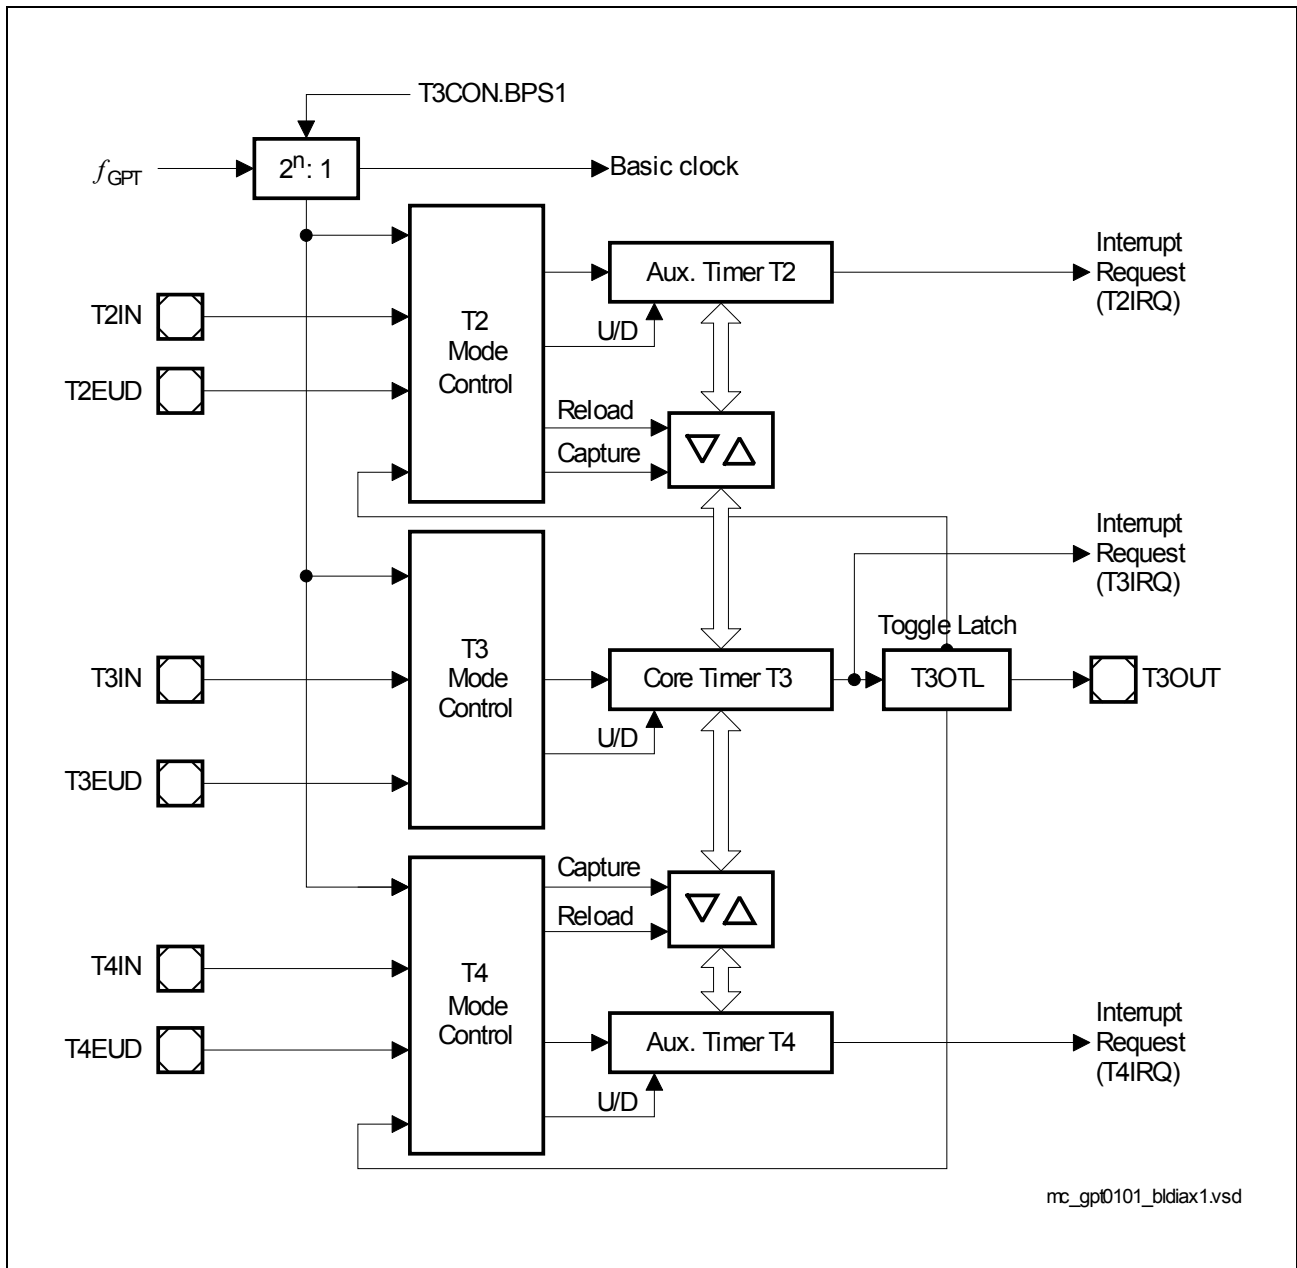 T3CON.BPS1
fGPT
2n: 1
Basic clock
T2IN
T2EUD
T2
Mode
Control
U/D
Reload
Capture
Aux. Timer T2
Interrupt
Request
(T2IRQ)
Interrupt
Request
(T3IRQ)
T3IN
T3EUD
T3
Mode
Control
U/D
Core Timer T3
Toggle Latch
T3OTL
T3OUT
T4IN
T4EUD
T4
Mode
Control
Capture
Reload
U/D
Aux. Timer T4
Interrupt
Request
(T4IRQ)
mc_gpt0101_bldiax1.vsd